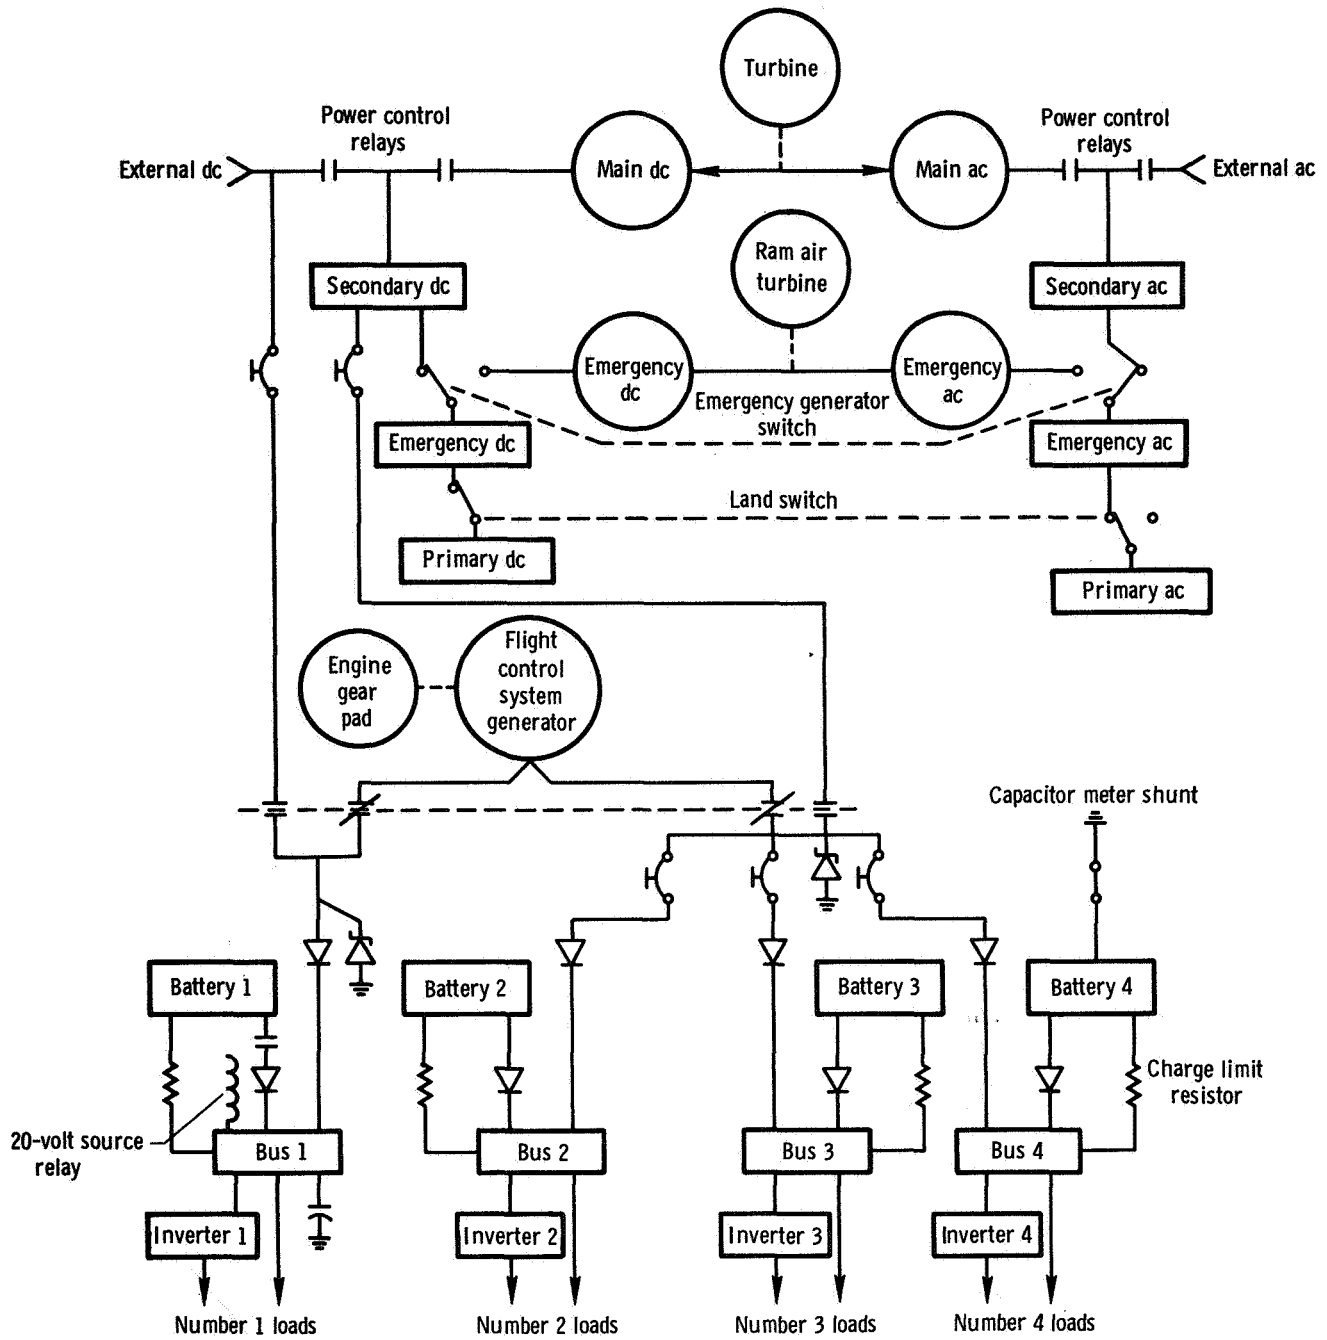 Turbine
Power control
relays
External dc
Main dc
Main ac
Power control
relays
External ac
Ram air
turbine
Secondary dc
Secondary ac
Emergency
dc
Emergency
ac
Emergency generator
switch
Emergency dc
Emergency ac
Land switch
Primary dc
Primary ac
Engine
gear
pad
Flight
control
system
generator
Capacitor meter shunt
Battery 1
Battery 2
Battery 3
Battery 4
Charge limit
resistor
20-volt source
relay
Bus 1
Bus 2
Bus 3
Bus 4
Inverter 1
Inverter 2
Inverter 3
Inverter 4
Number 1 loads
Number 2 loads
Number 3 loads
Number 4 loads